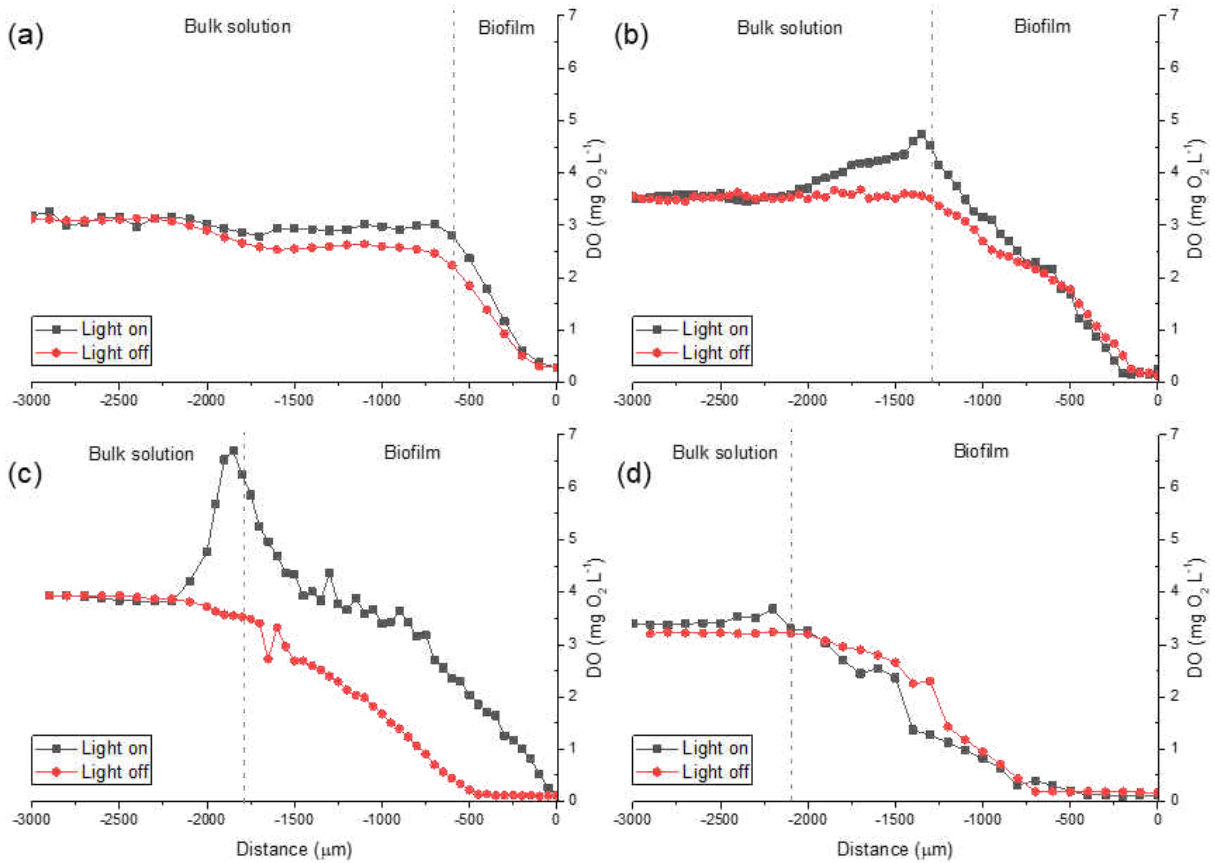 (a)
Bulk solution
Biofilm
7
6
5
4
3
2
1
0
DO (mg O₂ L⁻¹)
Light on
Light off
-3000 -2500 -2000 -1500 -1000 -500 0
(b)
Bulk solution
Biofilm
7
6
5
4
3
2
1
0
DO (mg O₂ L⁻¹)
Light on
Light off
-3000 -2500 -2000 -1500 -1000 -500 0
(c)
Bulk solution
Biofilm
7
6
5
4
3
2
1
0
DO (mg O₂ L⁻¹)
Light on
Light off
-3000 -2500 -2000 -1500 -1000 -500 0
Distance (μm)
(d)
Bulk solution
Biofilm
7
6
5
4
3
2
1
0
DO (mg O₂ L⁻¹)
Light on
Light off
-3000 -2500 -2000 -1500 -1000 -500 0
Distance (μm)